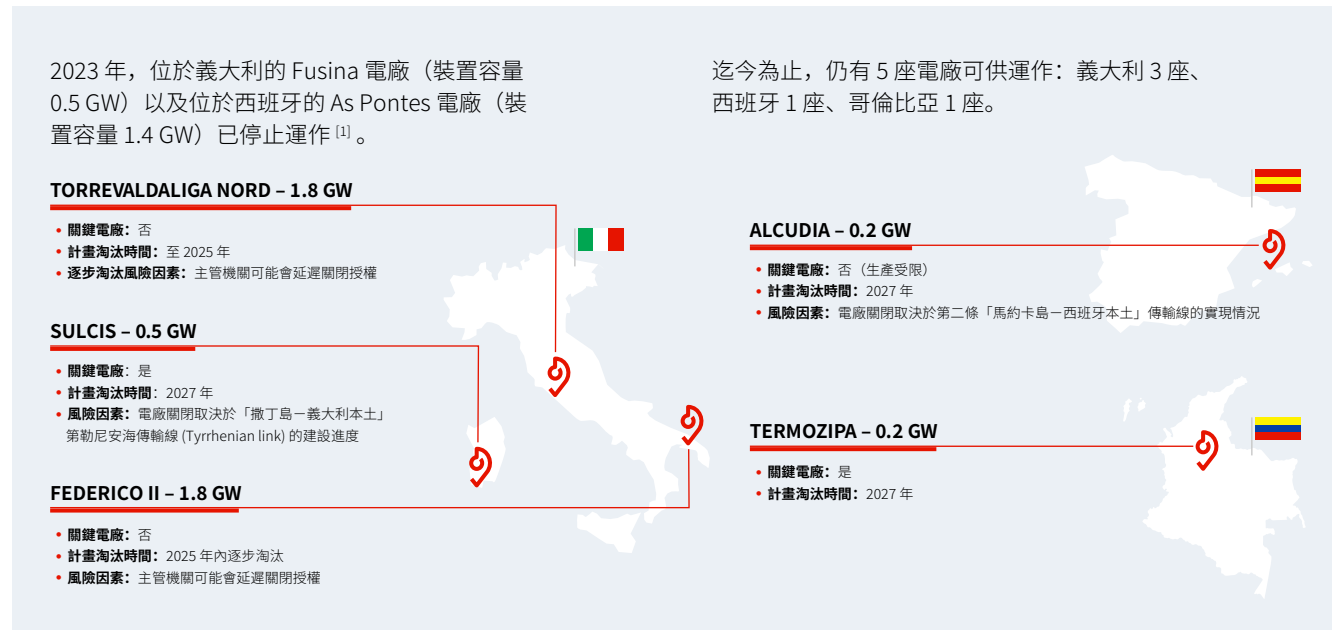 2023 年，位於義大利的 Fusina 電廠（裝置容量
0.5 GW）以及位於西班牙的 As Pontes 電廠（裝
置容量 1.4 GW）已停止運作 [1] 。
迄今為止，仍有 5 座電廠可供運作：義大利 3 座、
西班牙 1 座、哥倫比亞 1 座。
TORREVALDALIGA NORD – 1.8 GW
• 關鍵電廠：否
• 計畫淘汰時間：至 2025 年
• 逐步淘汰風險因素：主管機關可能會延遲關閉授權
SULCIS – 0.5 GW
• 關鍵電廠：是
• 計畫淘汰時間：2027 年
• 風險因素：電廠關閉取決於「撒丁島－義大利本土」
第勒尼安海傳輸線 (Tyrrhenian link) 的建設進度
FEDERICO II – 1.8 GW
• 關鍵電廠：否
• 計畫淘汰時間：2025 年內逐步淘汰
• 風險因素：主管機關可能會延遲關閉授權
ALCUDIA – 0.2 GW
• 關鍵電廠：否（生產受限）
• 計畫淘汰時間：2027 年
• 風險因素：電廠關閉取決於第二條「馬約卡島－西班牙本土」傳輸線的實現情況
TERMOZIPA – 0.2 GW
• 關鍵電廠：是
• 計畫淘汰時間：2027 年